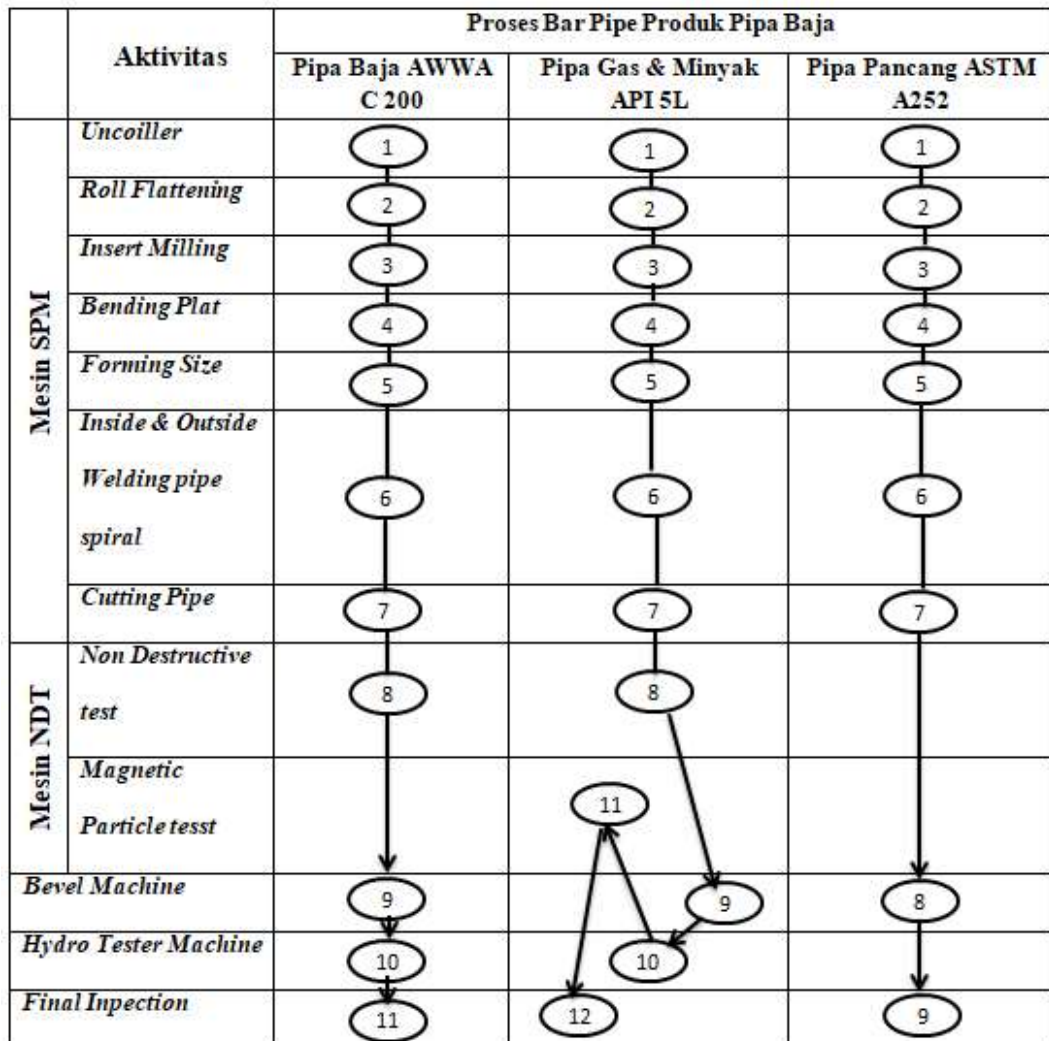 Aktivitas
Proses Bar Pipe Produk Pipa Baja
Pipa Baja AWWA
C 200
Pipa Gas & Minyak
API 5L
Pipa Pancang ASTM
A252
Mesin SPM
Uncoiller
1
1
1
Roll Flattening
2
2
2
Insert Milling
3
3
3
Bending Plat
4
4
4
Forming Size
5
5
5
Inside & Outside
Welding pipe
spiral
6
6
6
Cutting Pipe
7
7
7
Mesin NDT
Non Destructive
test
8
8
Magnetic
Particle tesst
11
Bevel Machine
9
9
8
Hydro Tester Machine
10
10
Final Inpection
11
12
9